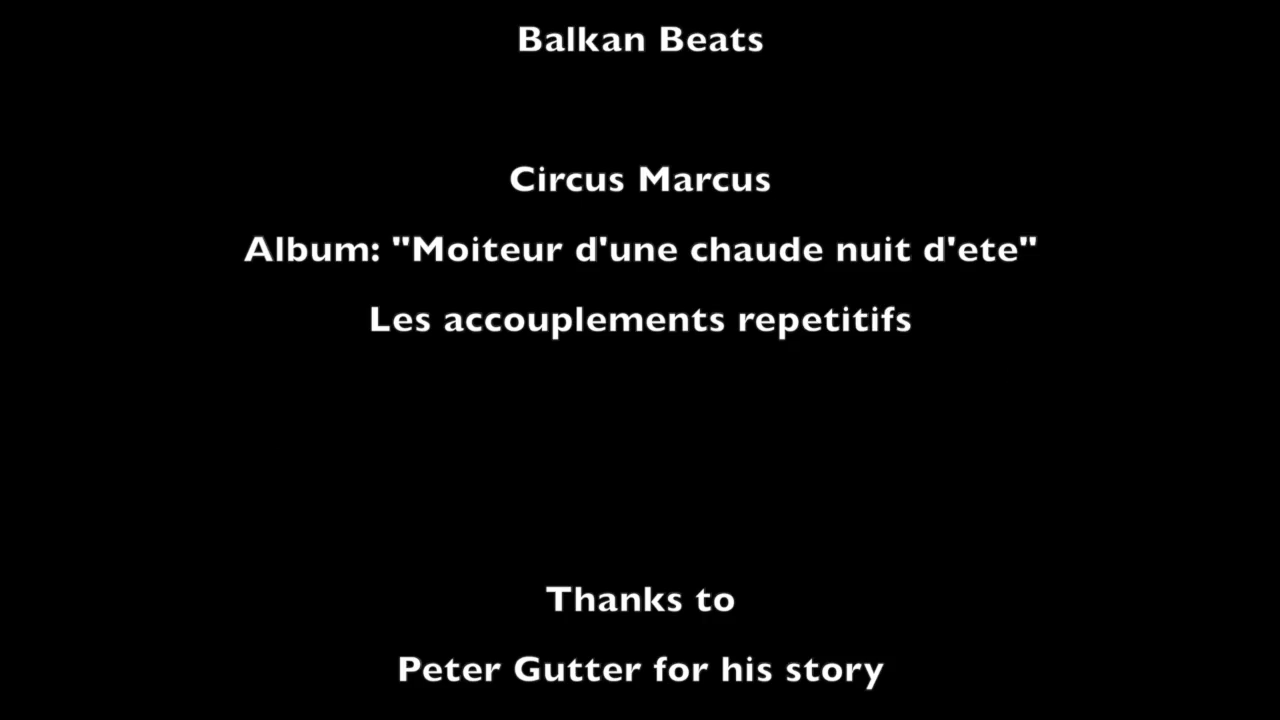 Balkan Beats
Circus Marcus
Album: "Moiteur d'une chaude nuit d'ete"
Les accouplements repetitifs
Thanks to
Peter Gutter for his story